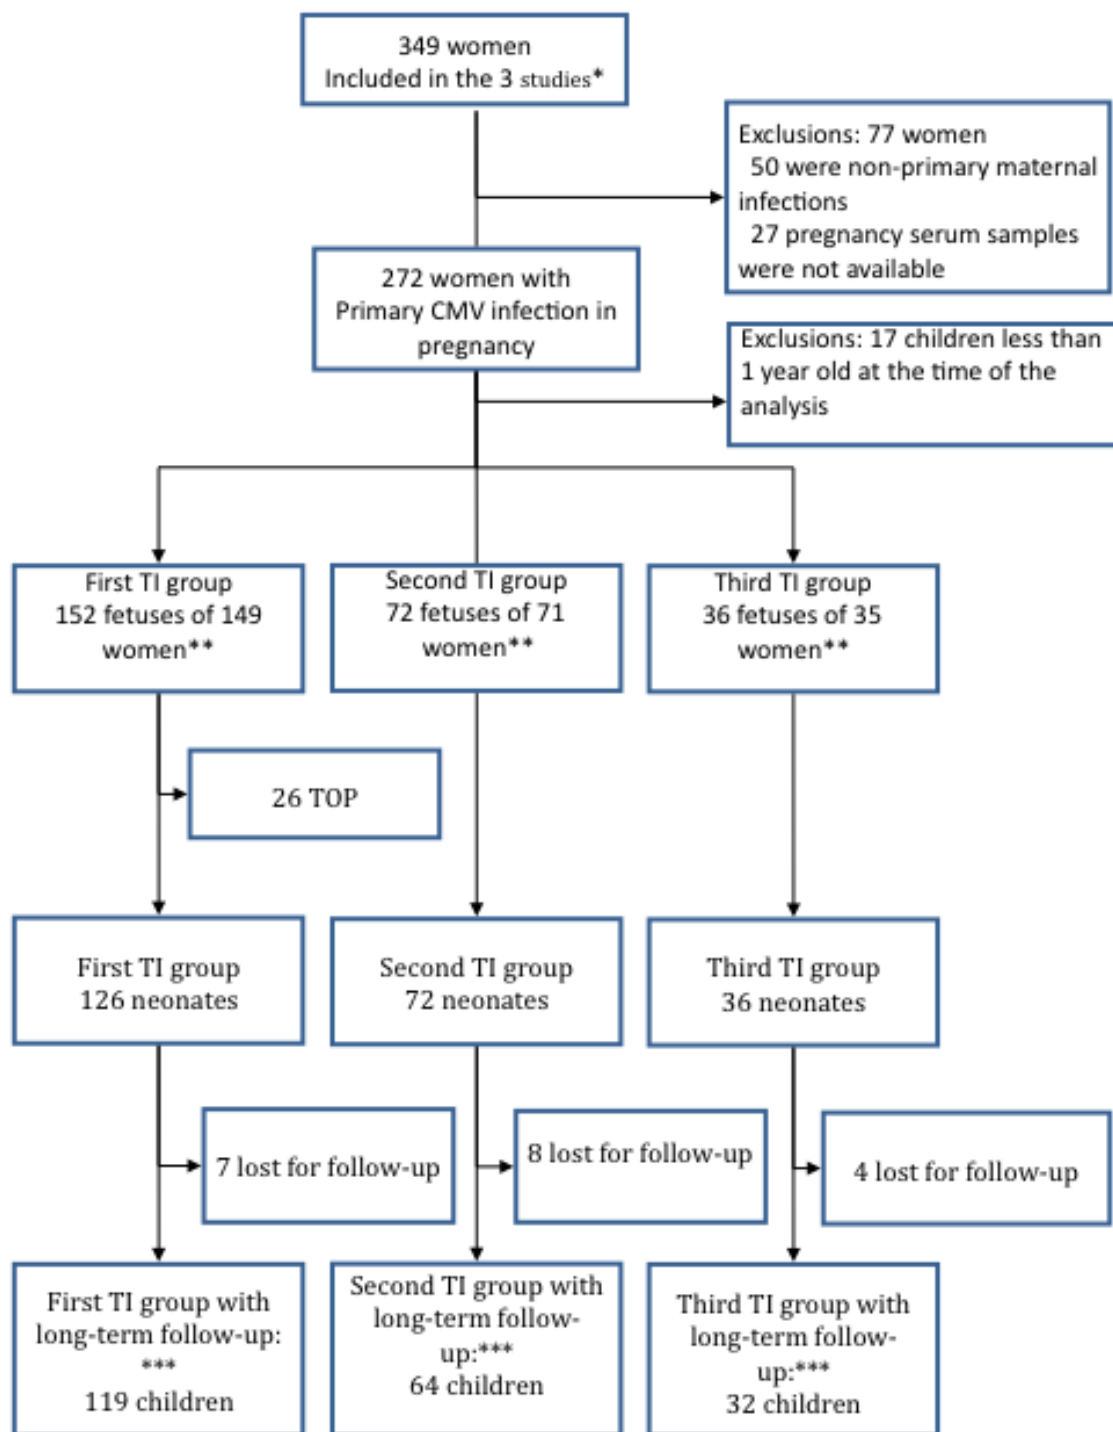 349 women
Included in the 3 studies*
Exclusions: 77 women
50 were non-primary maternal
infections
27 pregnancy serum samples
were not available
272 women with
Primary CMV infection in
pregnancy
Exclusions: 17 children less than
1 year old at the time of the
analysis
First TI group
152 fetuses of 149
women**
Second TI group
72 fetuses of 71
women**
Third TI group
36 fetuses of 35
women**
26 TOP
First TI group
126 neonates
Second TI group
72 neonates
Third TI group
36 neonates
7 lost for follow-up
8 lost for follow-up
4 lost for follow-up
First TI group with
long-term follow-up:
***
119 children
Second TI group with
long-term follow-
up:***
64 children
Third TI group with
long-term follow-
up:***
32 children